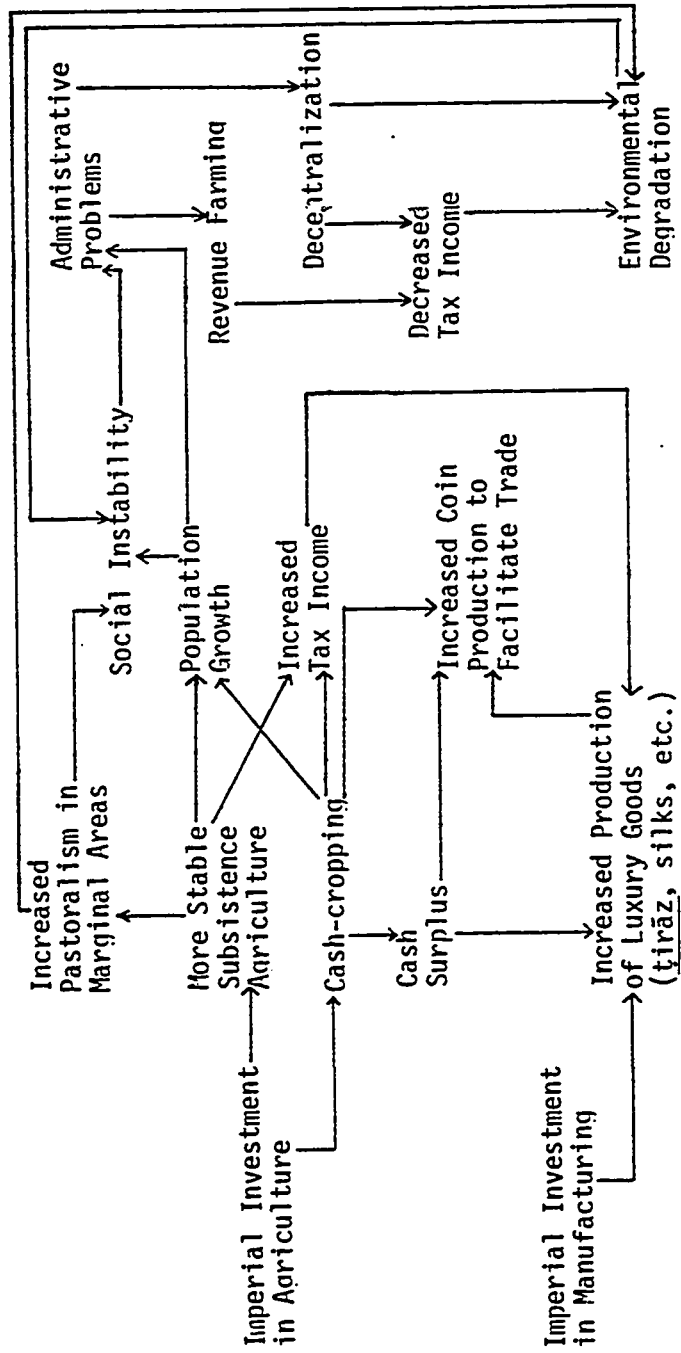 Increased
Pastoralism in
Marginal Areas
Social Instability
Administrative
Problems
More Stable
Subsistence
Agriculture
Population
Growth
Revenue Farming
Imperial Investment
in Agriculture
Cash-cropping
Increased
Tax Income
Decentralization
Cash
Surplus
Increased Coin
Production to
Facilitate Trade
Decreased
Tax Income
Imperial Investment
in Manufacturing
Increased Production
of Luxury Goods
(ṭirāz, silks, etc.)
Environmental
Degradation